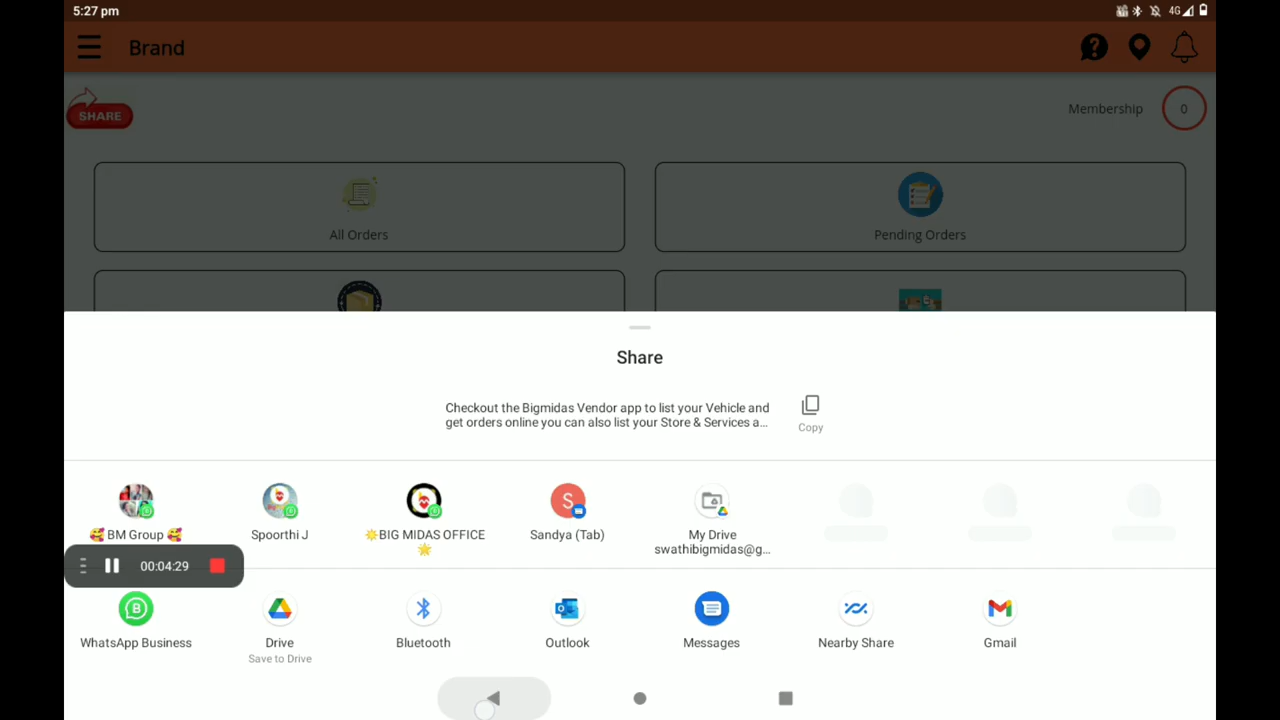 5:27 pm
4G
Brand
?
SHARE
Membership
0
All Orders
Pending Orders
Share
Checkout the Bigmidas Vendor app to list your Vehicle and
get orders online you can also list your Store & Services a...
Copy
S
🥰 BM Group 🥰
Spoorthi J
🌟BIG MIDAS OFFICE
🌟
Sandya (Tab)
My Drive
swathibigmidas@g...
00:04:29
B
WhatsApp Business
Drive
Save to Drive
Bluetooth
Outlook
Messages
Nearby Share
Gmail